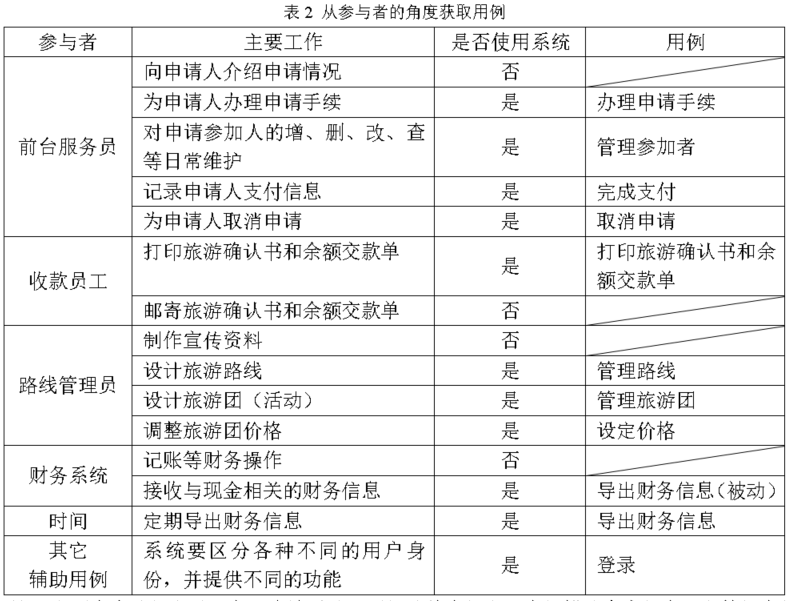 表 2 从参与者的角度获取用例
参与者 主要工作 是否使用系统 用例
前台服务员
向申请人介绍申请情况 否
为申请人办理申请手续 是 办理申请手续
对申请参加人的增、删、改、查
等日常维护
是 管理参加者
记录申请人支付信息 是 完成支付
为申请人取消申请 是 取消申请
收款员工
打印旅游确认书和余额交款单
是
打印旅游确认书和余
额交款单
邮寄旅游确认书和余额交款单 否
路线管理员
制作宣传资料 否
设计旅游路线 是 管理路线
设计旅游团（活动） 是 管理旅游团
调整旅游团价格 是 设定价格
财务系统
记账等财务操作 否
接收与现金相关的财务信息 是 导出财务信息（被动）
时间 定期导出财务信息 是 导出财务信息
其它
辅助用例
系统要区分各种不同的用户身
份，并提供不同的功能
是 登录